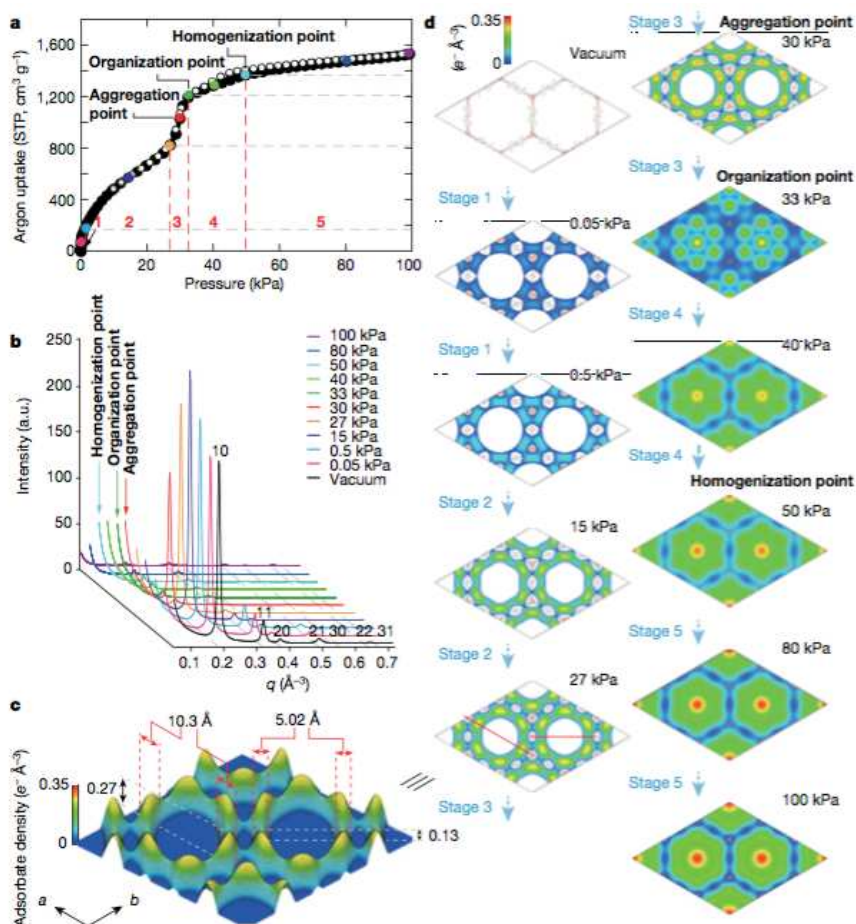 a
Argon uptake (STP, cm³ g⁻¹)
1,600
1,200
800
400
0
Homogenization point
Organization point
Aggregation
point
1 2 3 4 5
0 20 40 60 80 100
Pressure (kPa)
b
Intensity (a.u.)
250
200
150
100
50
0
Homogenization point
Organization point
Aggregation point
100 kPa
80 kPa
50 kPa
40 kPa
33 kPa
30 kPa
27 kPa
15 kPa
0.5 kPa
0.05 kPa
Vacuum
10
11
20 21 30 22 31
0.1 0.2 0.3 0.4 0.5 0.6 0.7
q (Å⁻³)
c
Adsorbate density (e⁻ Å⁻³)
0.35
0
0.27
10.3 Å
5.02 Å
0.13
a
b
d
0.35
0
(e⁻ Å⁻³)
Vacuum
Stage 1
0.05 kPa
Stage 1
0.5 kPa
Stage 2
15 kPa
Stage 2
27 kPa
Stage 3
Stage 3
Aggregation point
30 kPa
Stage 3
Organization point
33 kPa
Stage 4
40 kPa
Stage 4
Homogenization point
50 kPa
Stage 5
80 kPa
Stage 5
100 kPa